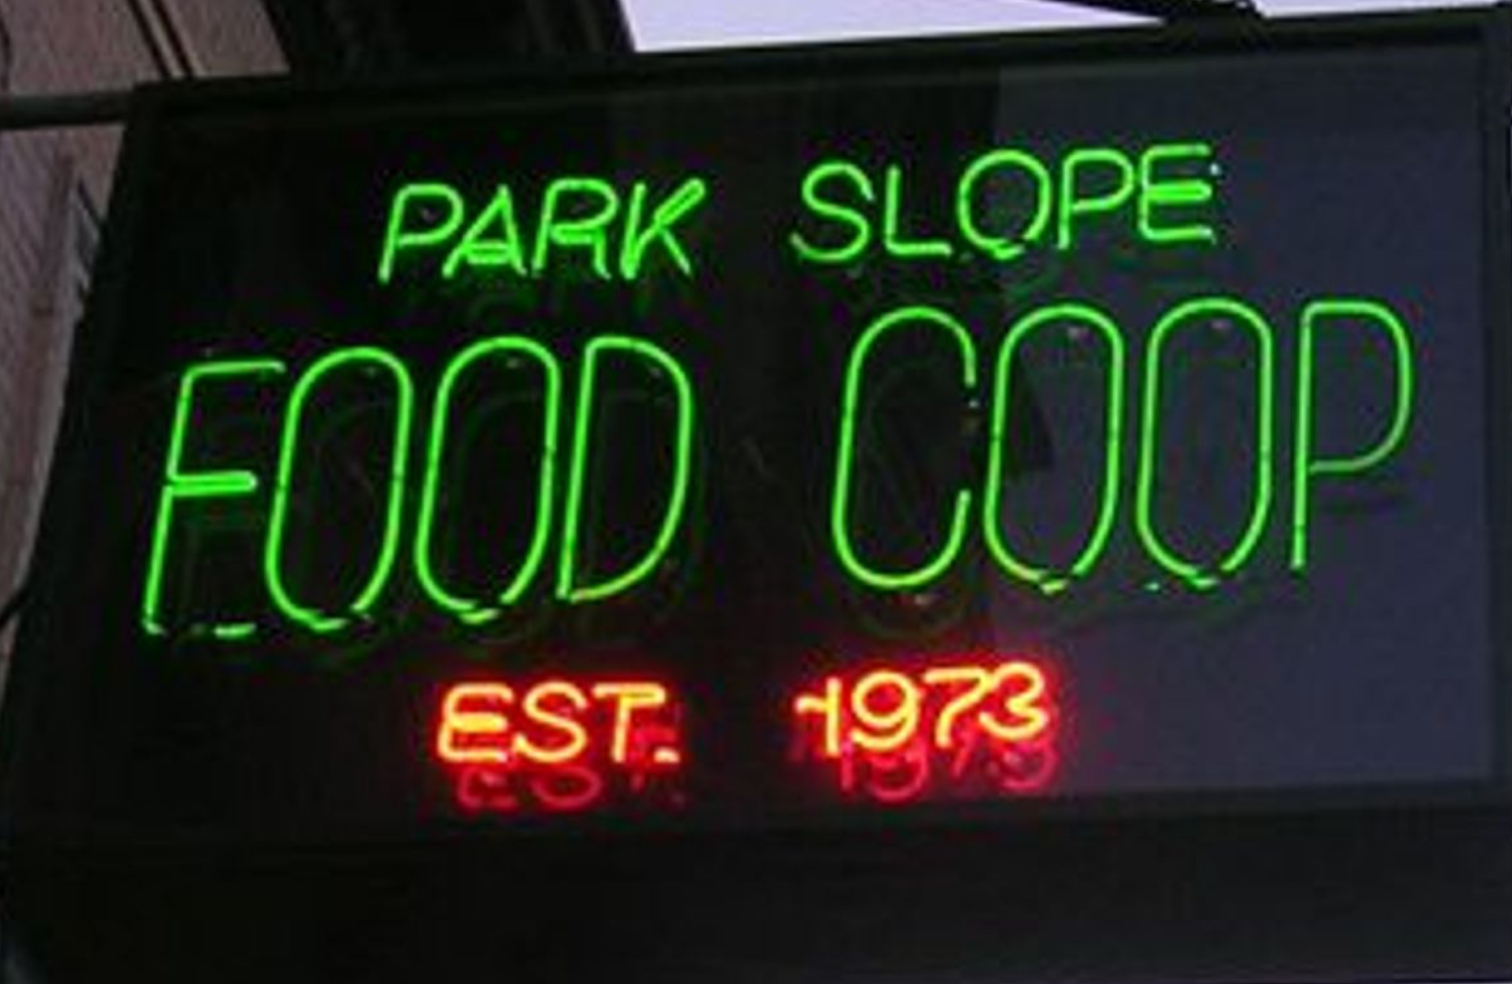 PARK SLOPE
FOOD COOP
EST. 1973